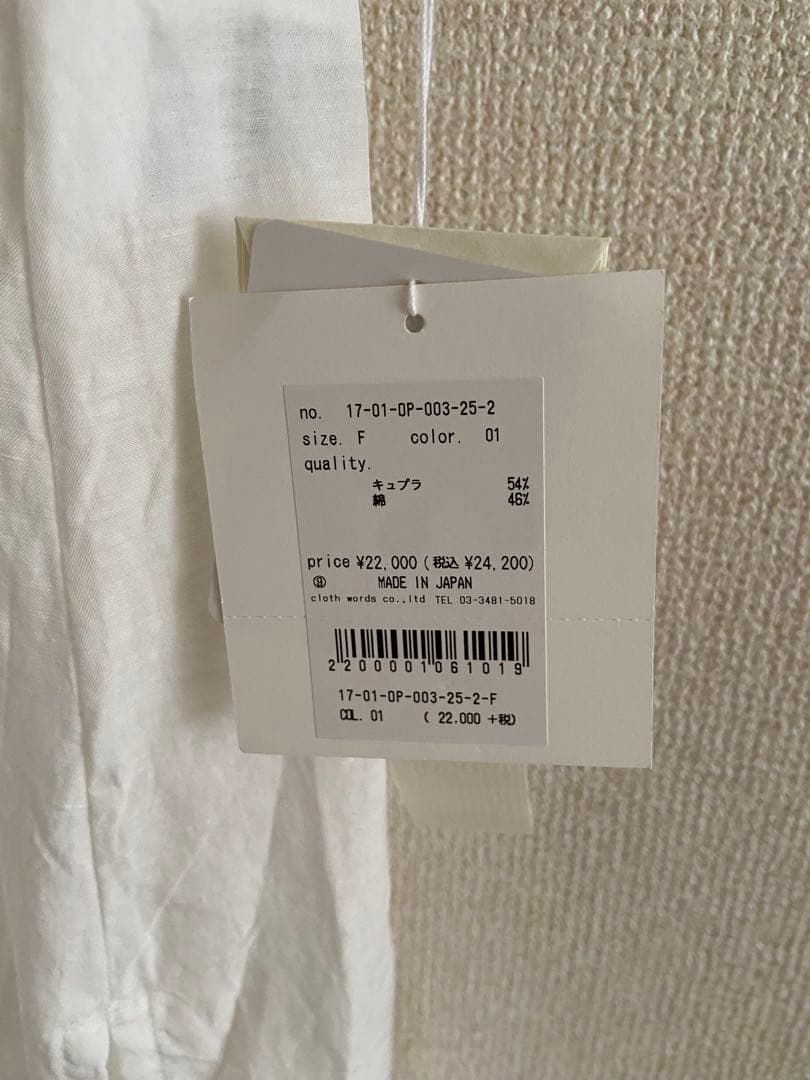 no. 17-01-OP-003-25-2
size. F color. 01
quality.
キュプラ 54%
綿 46%
price ¥22,000 (税込 ¥24,200)
MADE IN JAPAN
cloth words co.,ltd TEL 03-3481-5018
2200001061019
17-01-OP-003-25-2-F
COL. 01 ( 22.000 +税)